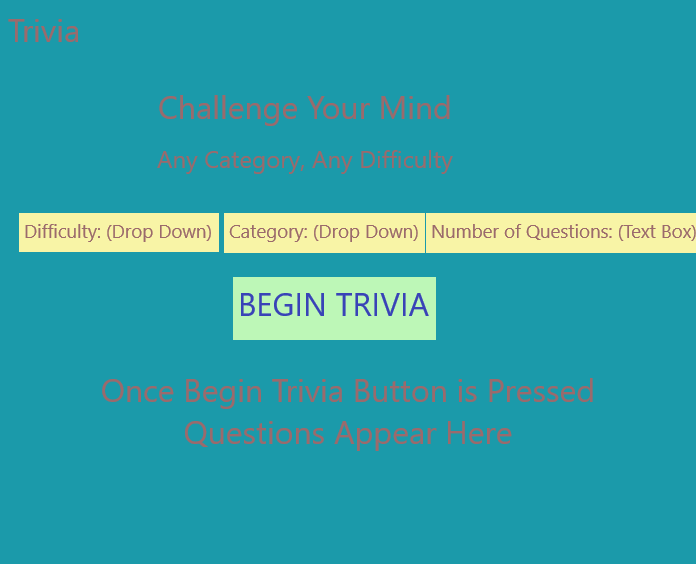 Trivia
Challenge Your Mind
Any Category, Any Difficulty
Difficulty: (Drop Down) Category: (Drop Down) Number of Questions: (Text Box)
BEGIN TRIVIA
Once Begin Trivia Button is Pressed
Questions Appear Here